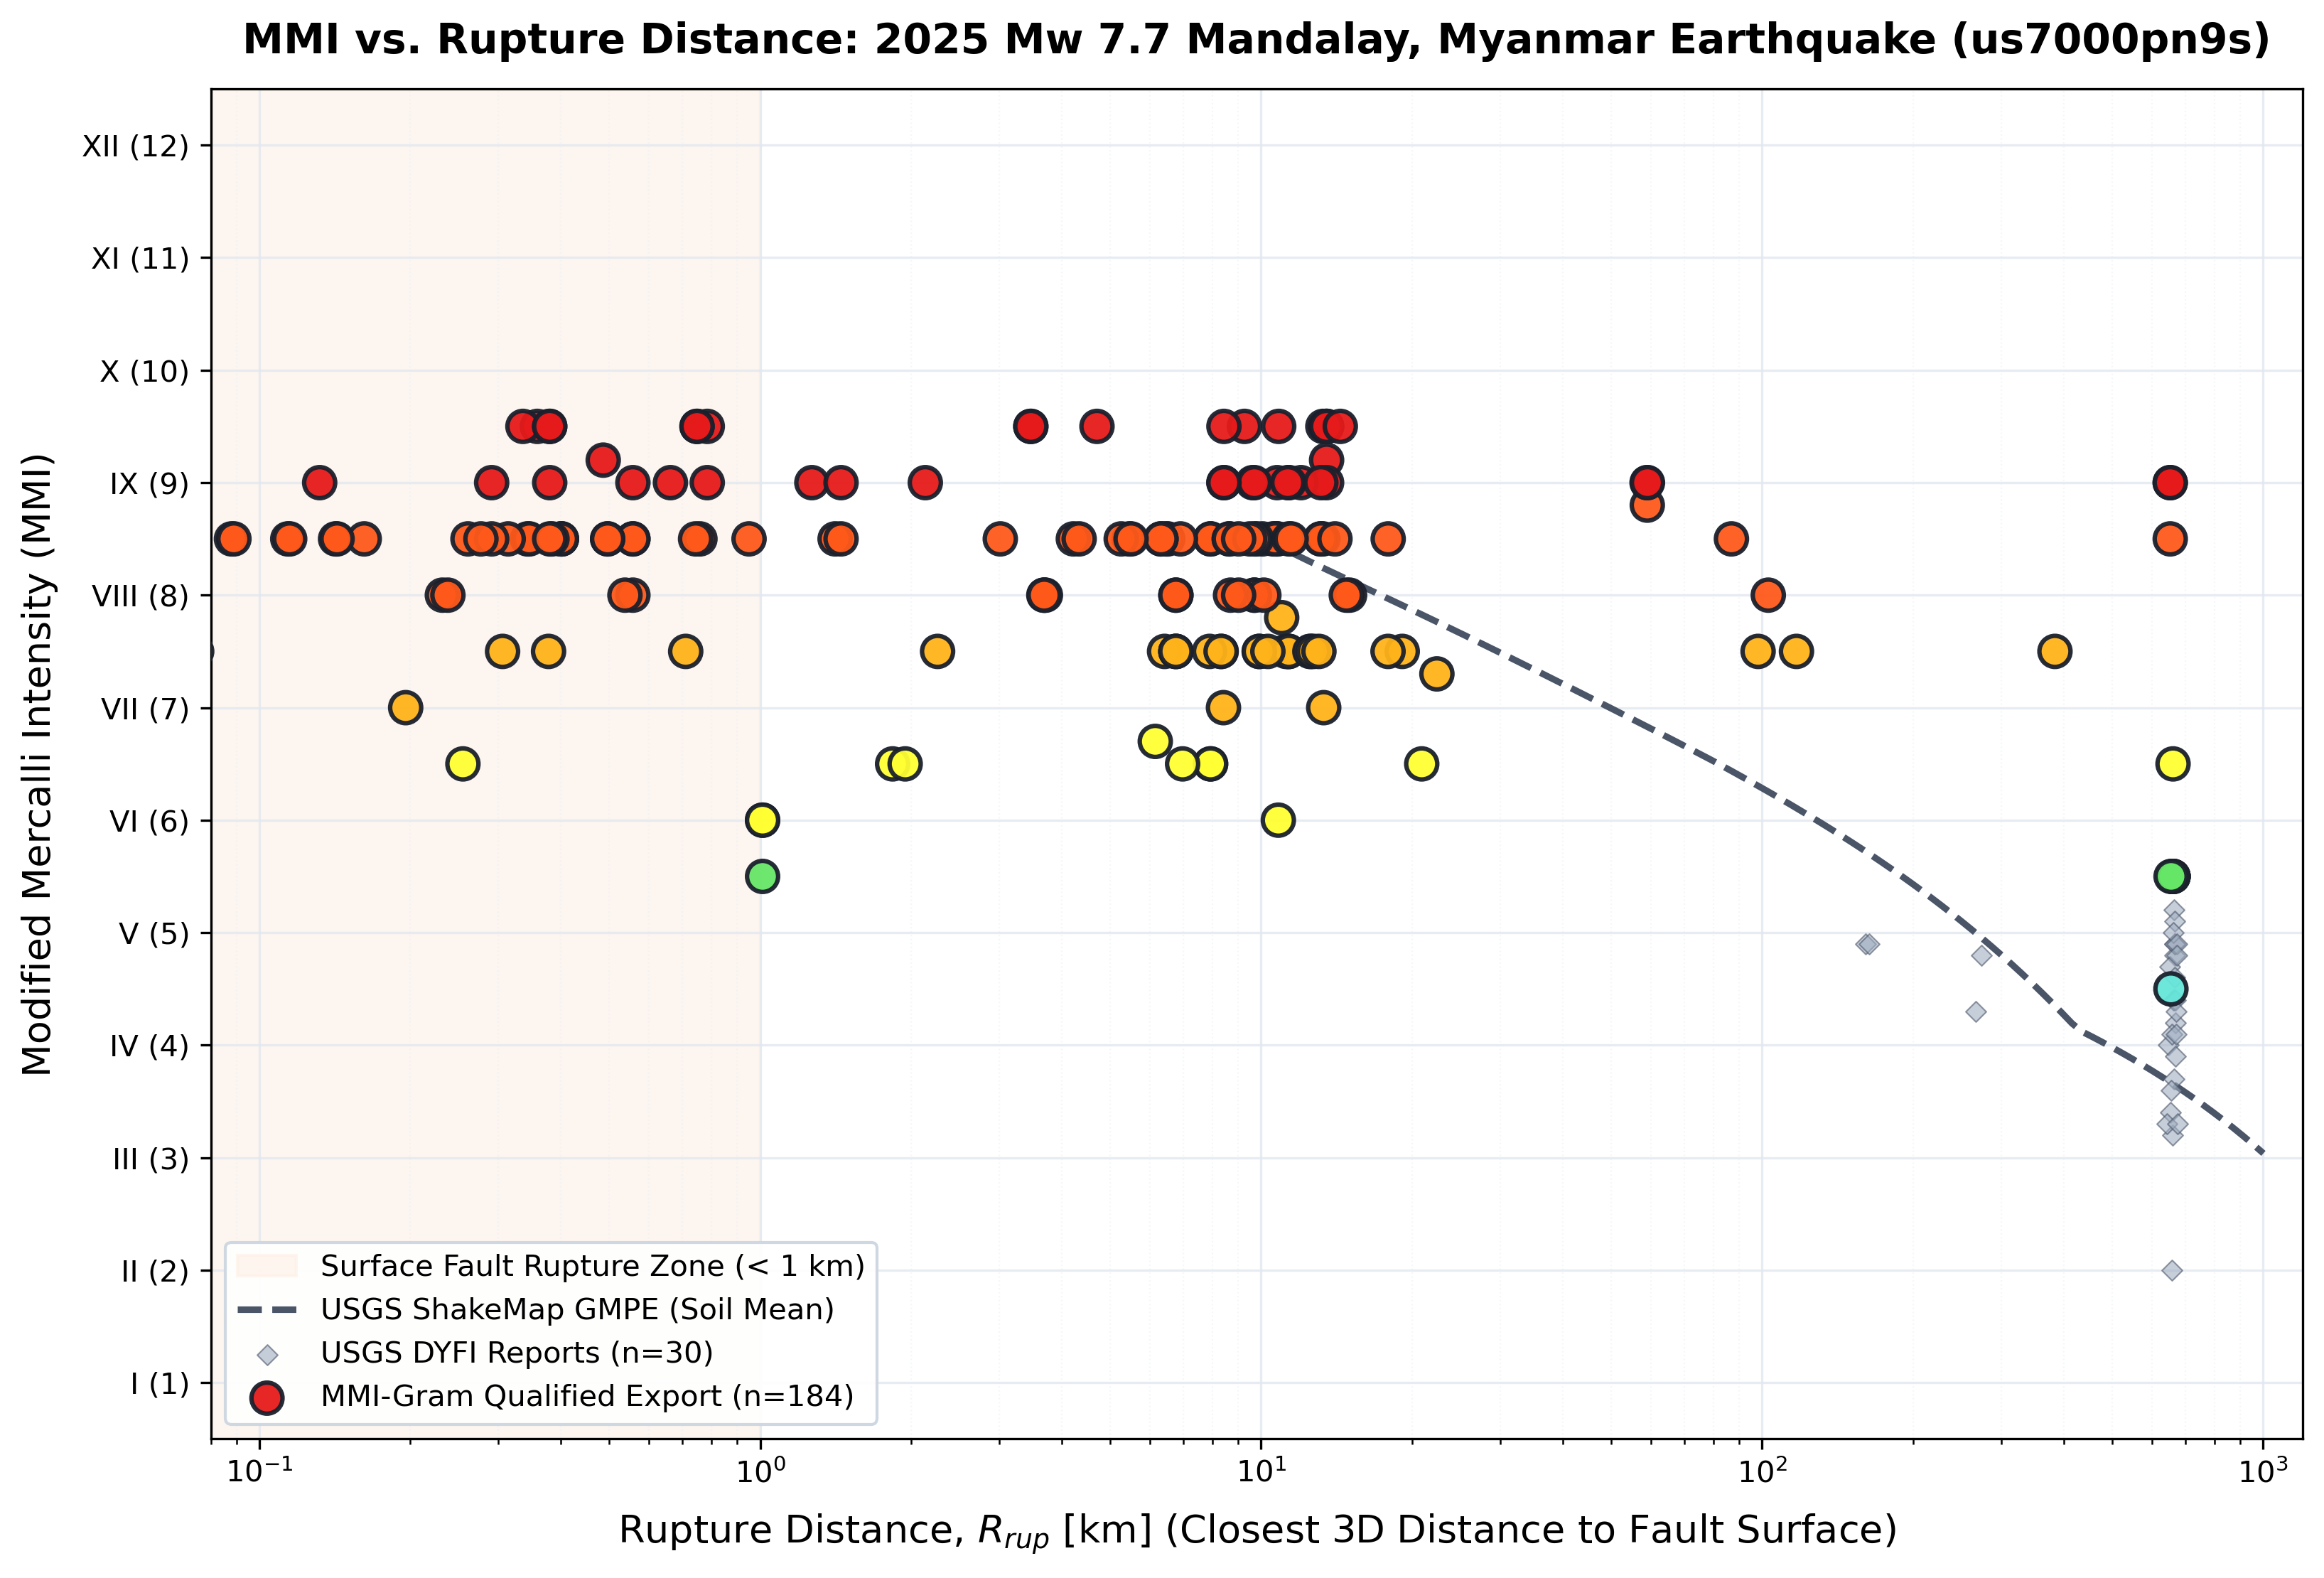 MMI vs. Rupture Distance: 2025 Mw 7.7 Mandalay, Myanmar Earthquake (us7000pn9s)
Modified Mercalli Intensity (MMI)
XII (12)
XI (11)
X (10)
IX (9)
VIII (8)
VII (7)
VI (6)
V (5)
IV (4)
III (3)
II (2)
I (1)
Surface Fault Rupture Zone (< 1 km)
USGS ShakeMap GMPE (Soil Mean)
USGS DYFI Reports (n=30)
MMI-Gram Qualified Export (n=184)
10⁻¹ 10⁰ 10¹ 10² 10³
Rupture Distance, R_rup [km] (Closest 3D Distance to Fault Surface)